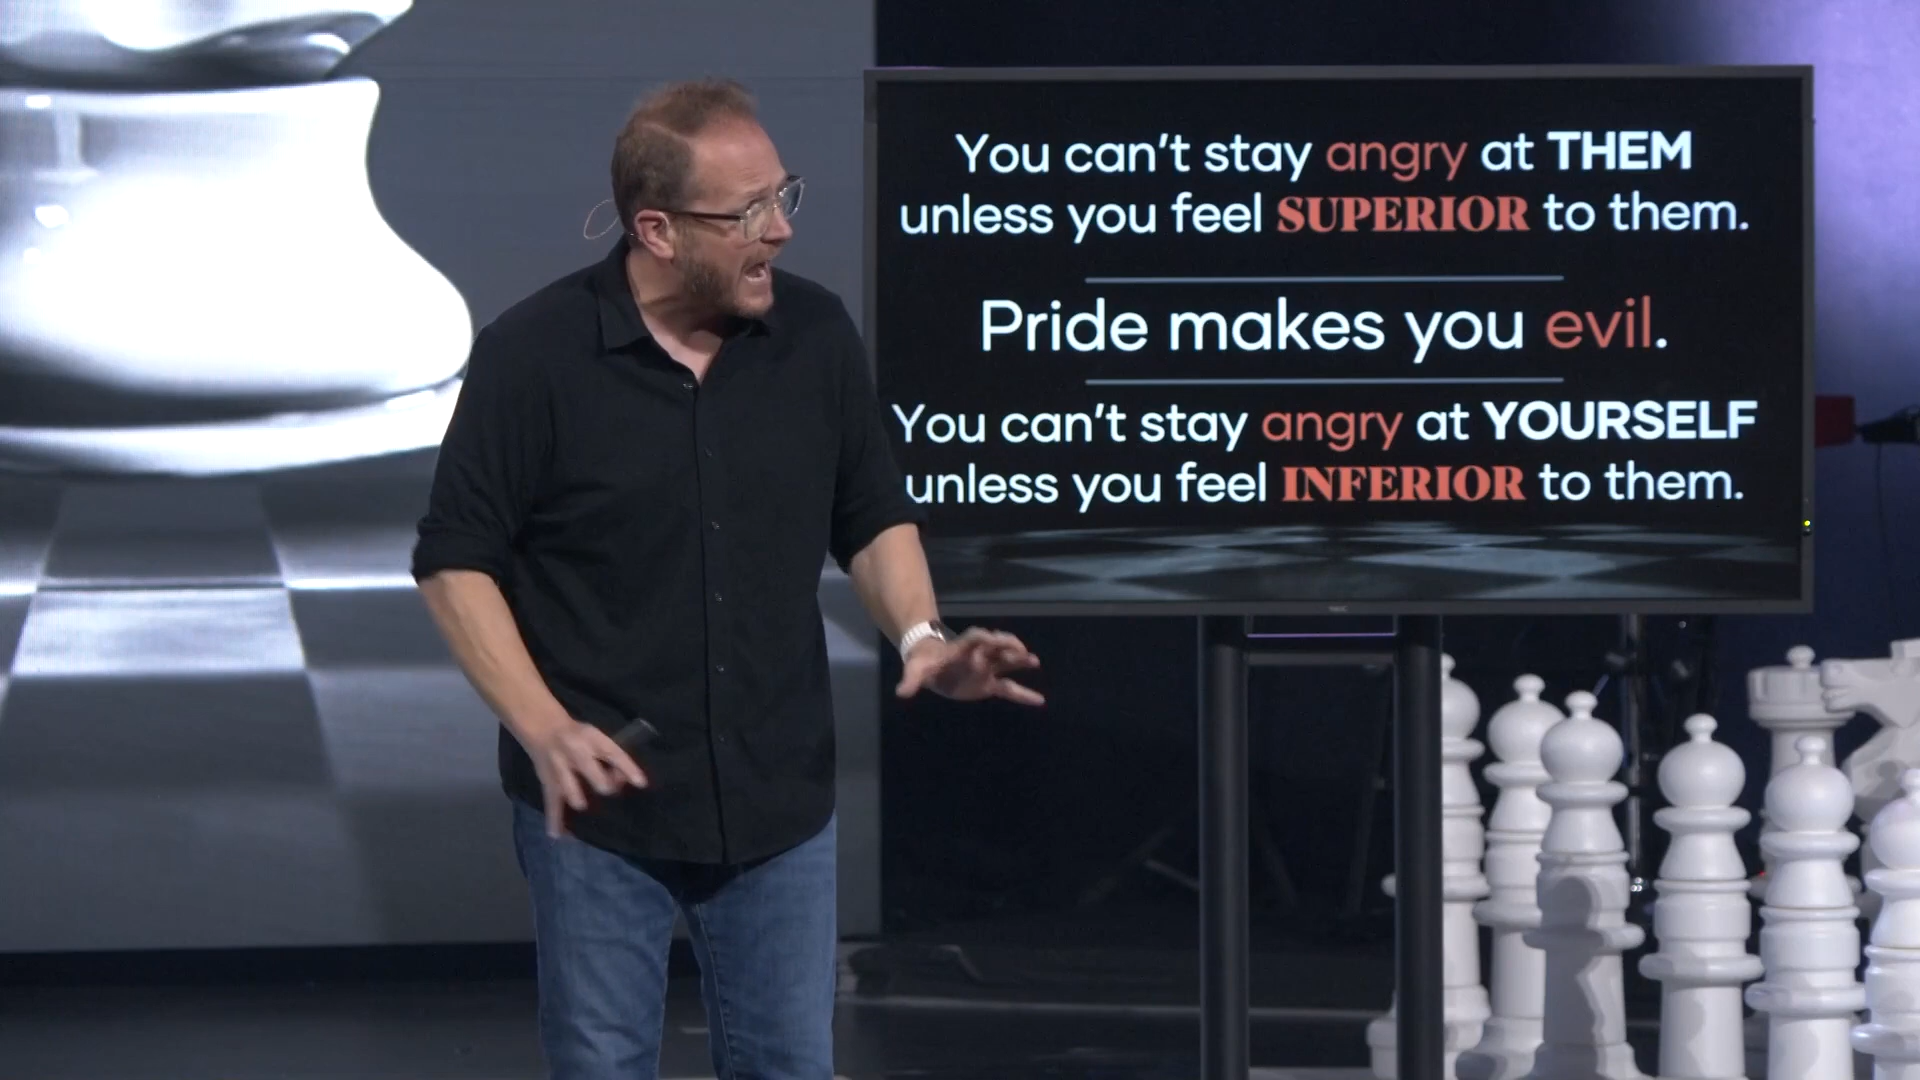 You can't stay angry at THEM
unless you feel SUPERIOR to them.
Pride makes you evil.
You can't stay angry at YOURSELF
unless you feel INFERIOR to them.